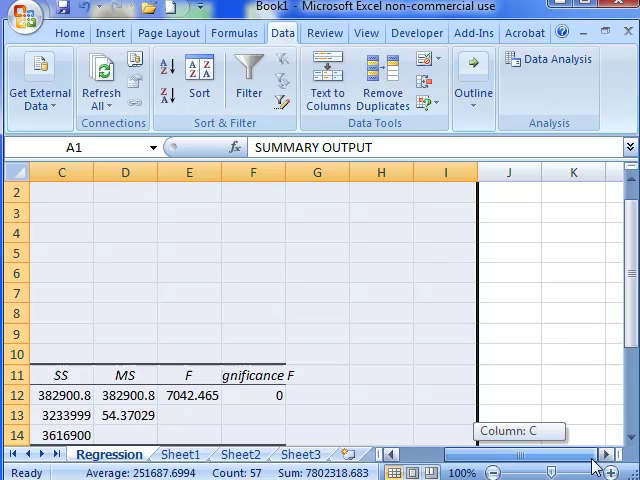 Book1 - Microsoft Excel non-commercial use
Home Insert Page Layout Formulas Data Review View Developer Add-Ins Acrobat
Get External Data
Refresh All
Connections
Sort
Filter
Sort & Filter
Text to Columns
Remove Duplicates
Data Tools
Outline
Data Analysis
Analysis
A1 fx SUMMARY OUTPUT
C D E F G H I J K
2
3
4
5
6
7
8
9
10
11 SS MS F gnificance F
12 382900.8 382900.8 7042.465 0
13 3233999 54.37029
14 3616900
Column: C
Regression Sheet1 Sheet2 Sheet3
Ready Average: 251687.6994 Count: 57 Sum: 7802318.683 100%